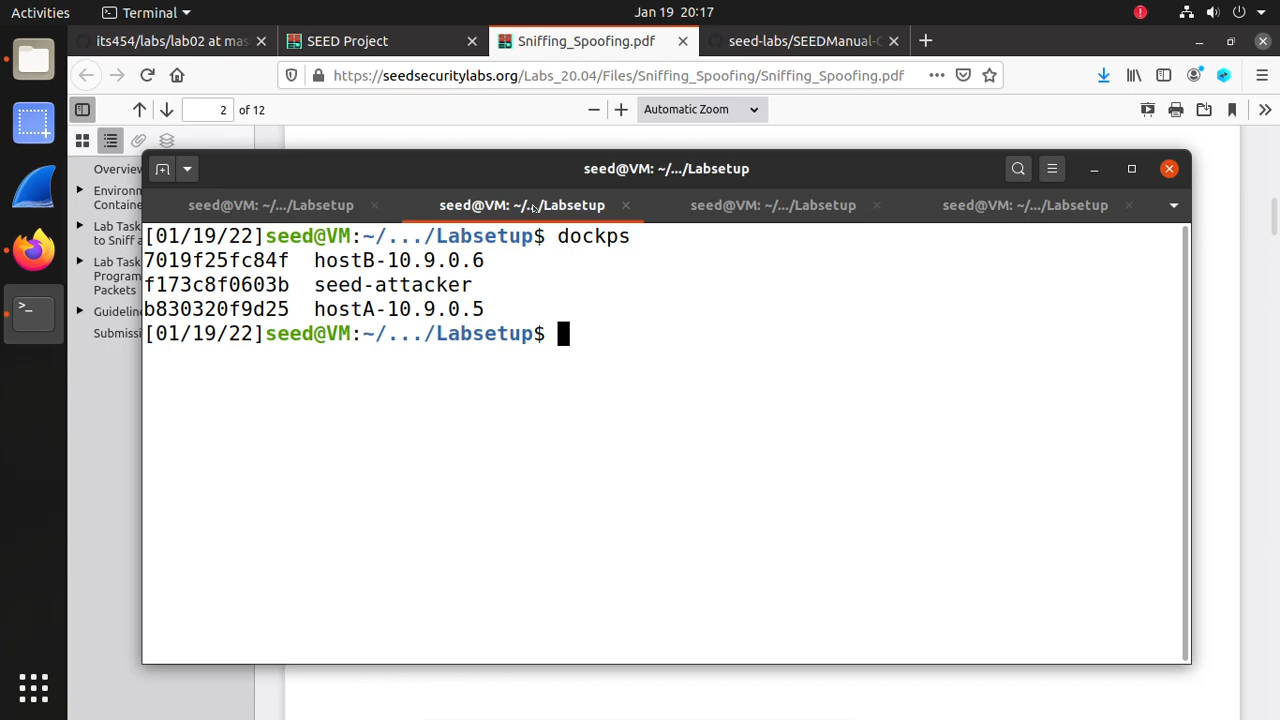 Activities
Terminal
Jan 19 20:17
its454/labs/lab02 at mas
SEED Project
Sniffing_Spoofing.pdf
seed-labs/SEEDManual-C
https://seedsecuritylabs.org/Labs_20.04/Files/Sniffing_Spoofing/Sniffing_Spoofing.pdf
2 of 12
Automatic Zoom
Overview
Environ
Containe
Lab Task
to Sniff a
Lab Task
Program
Packets
Guideline
Submissi
seed@VM: ~/.../Labsetup
seed@VM: ~/.../Labsetup
seed@VM: ~/.../Labsetup
seed@VM: ~/.../Labsetup
seed@VM: ~/.../Labsetup
[01/19/22]seed@VM:~/.../Labsetup$ dockps
7019f25fc84f hostB-10.9.0.6
f173c8f0603b seed-attacker
b830320f9d25 hostA-10.9.0.5
[01/19/22]seed@VM:~/.../Labsetup$